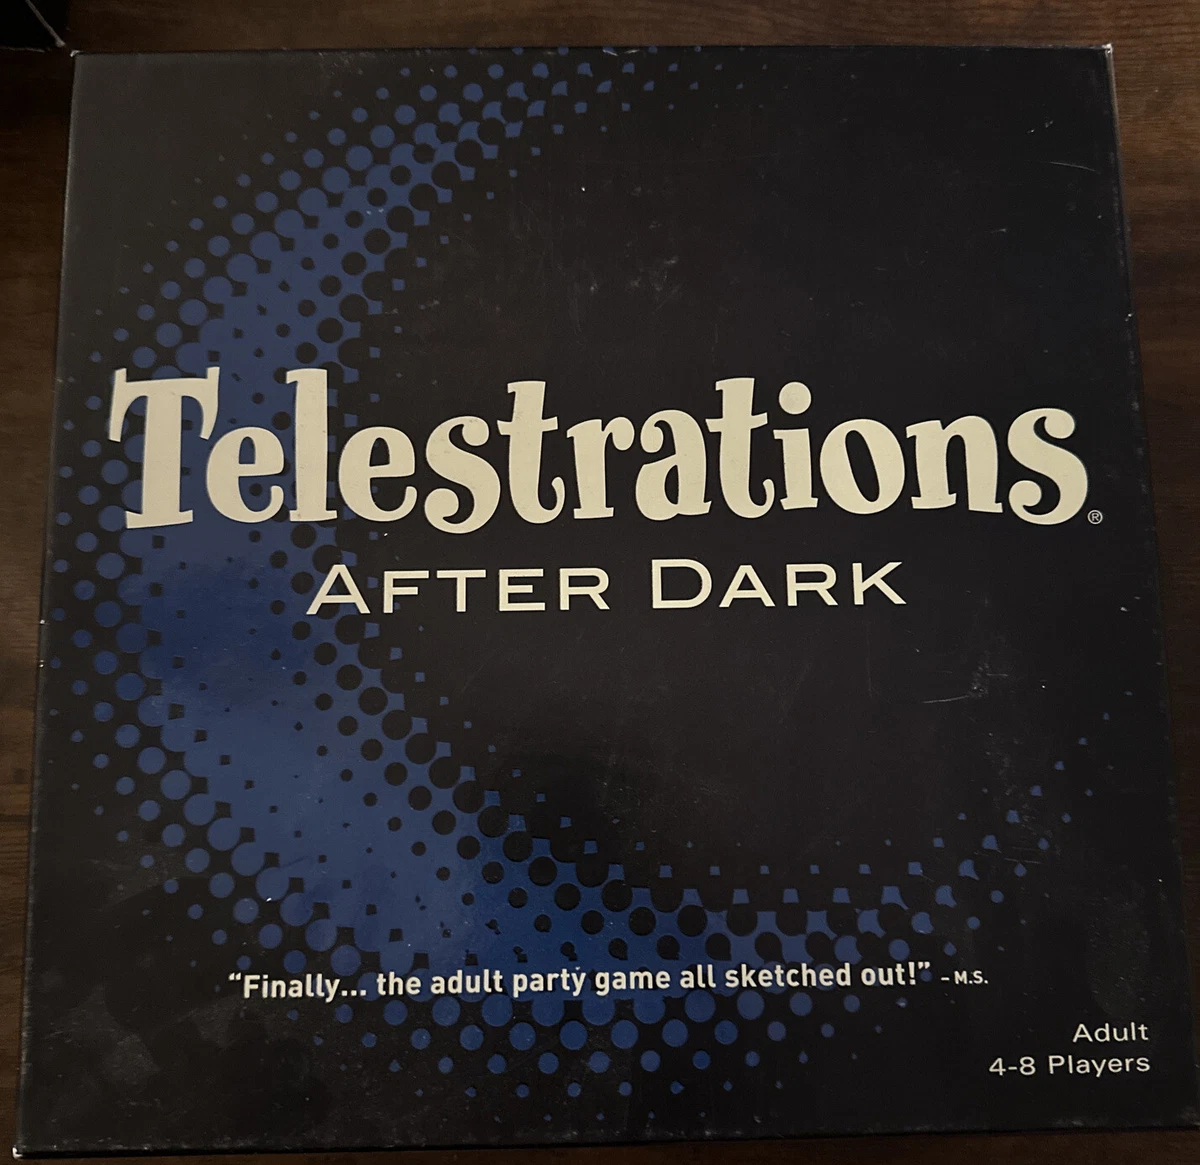 Telestrations®
AFTER DARK
“Finally... the adult party game all sketched out!” - M.S.
Adult
4-8 Players